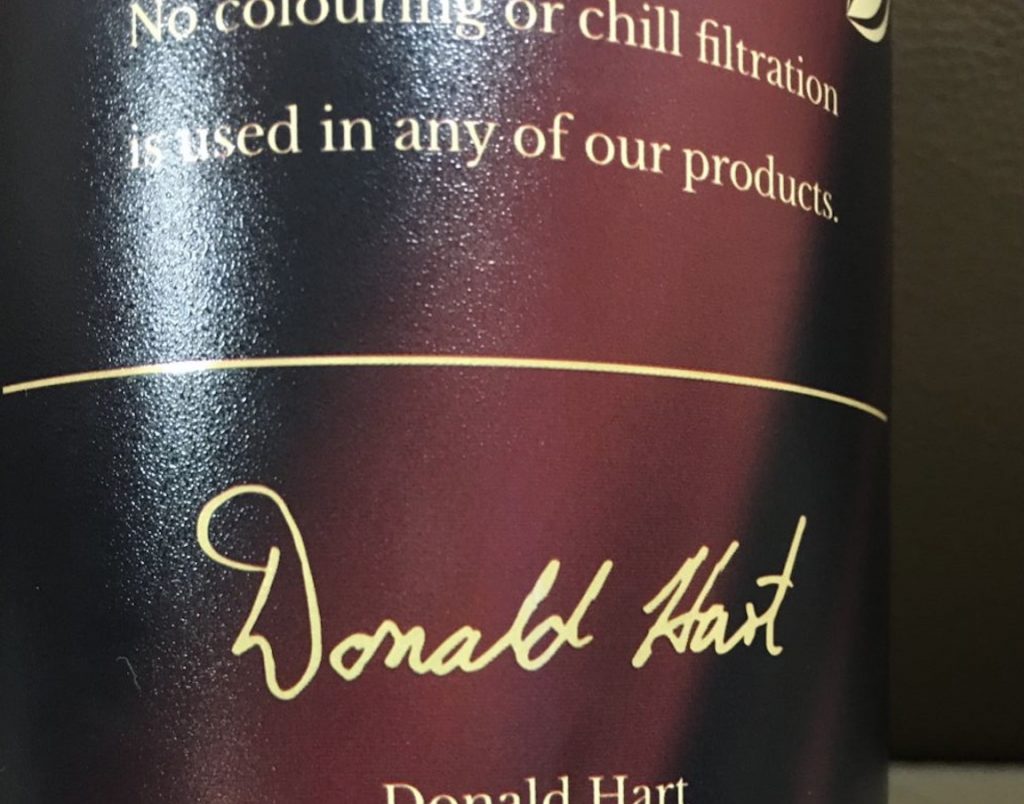 No colouring or chill filtration
is used in any of our products.
Donald Hart
Donald Hart